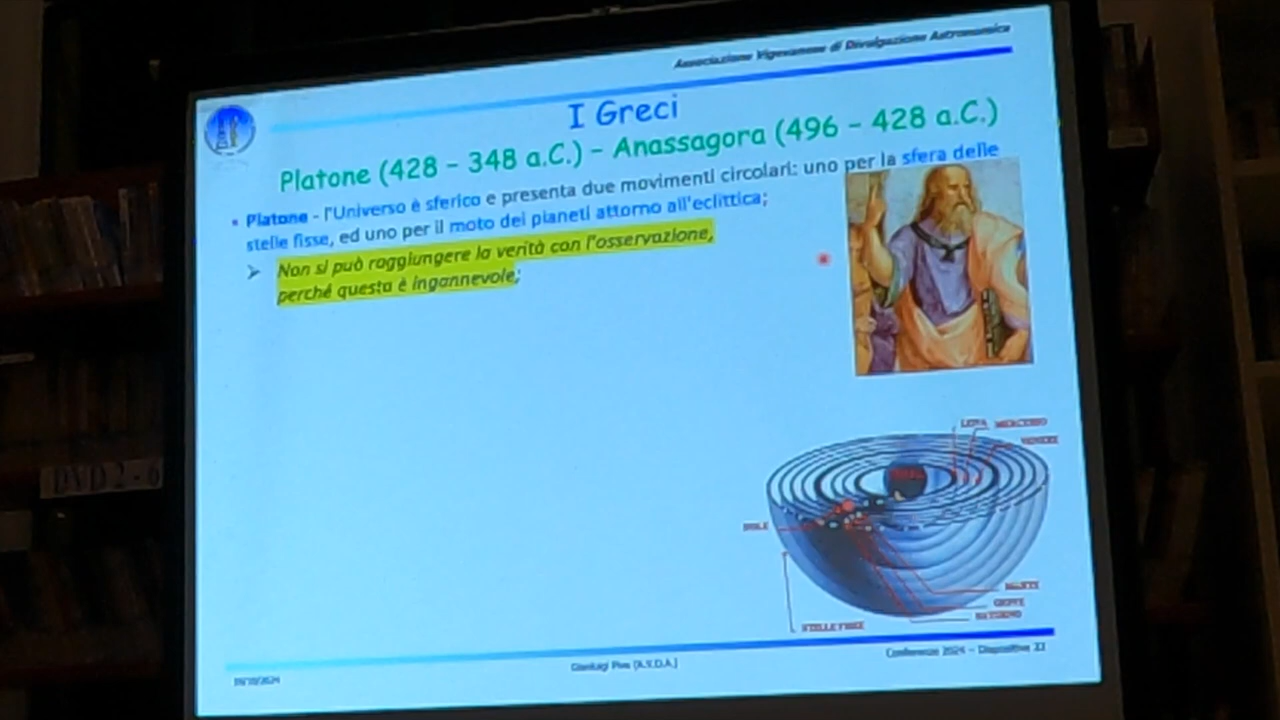 Associazione Vigevanese di Divulgazione Astronomica
I Greci
Platone (428 – 348 a.C.) – Anassagora (496 – 428 a.C.)
• Platone - l'Universo è sferico e presenta due movimenti circolari: uno per la sfera delle
stelle fisse, ed uno per il moto dei pianeti attorno all'eclittica;
➢ Non si può raggiungere la verità con l'osservazione,
perché questa è ingannevole;
LUNA MERCURIO
VENERE
SOLE
MARTE
GIOVE
SATURNO
STELLE FISSE
DVD 2 - 6
Gianluigi Piva (A.V.D.A.)
Conferenze 2024 – Diapositiva